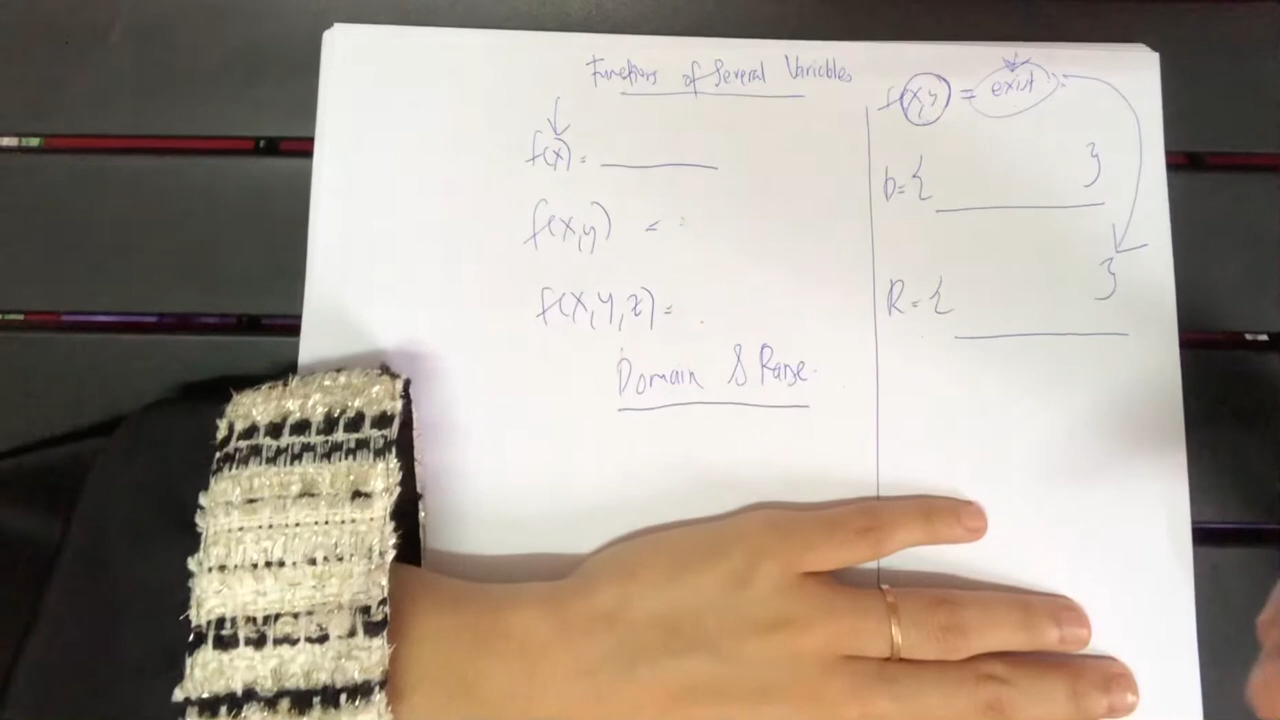 Functions of Several Variables
f(x) =
f(x,y) =
f(x,y,z) =
Domain & Range.
f(x,y) = exist
D = { }
R = { }